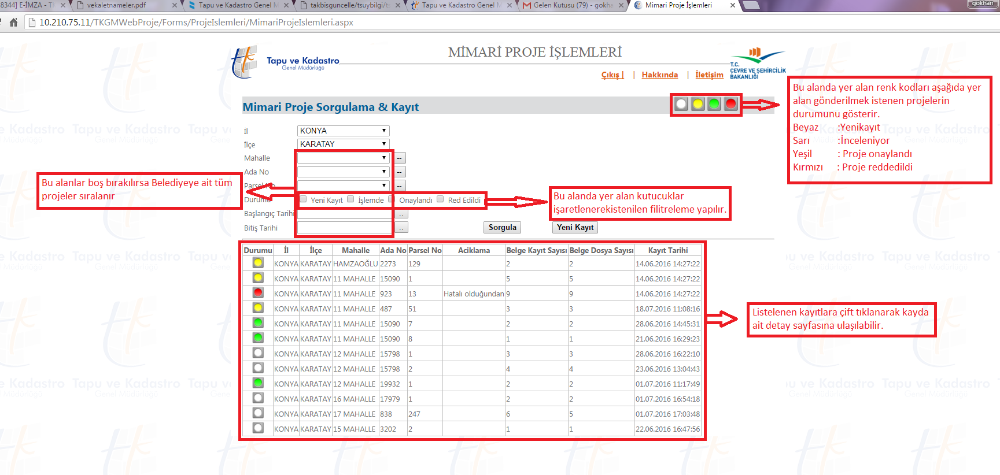 8344] E-İMZA - T
vekaletnameler.pdf
Tapu ve Kadastro Genel M
takbisguncelle/tsuybilgi/ts
Tapu ve Kadastro Genel M
Gelen Kutusu (79) - gokha
Mimari Proje İşlemleri
gokhan
10.210.75.11/TKGMWebProje/Forms/ProjeIslemleri/MimariProjeIslemleri.aspx
Tapu ve Kadastro
Genel Müdürlüğü
MİMARİ PROJE İŞLEMLERİ
T.C.
ÇEVRE VE ŞEHİRCİLİK
BAKANLIĞI
Çıkış | | Hakkında | İletişim
Mimari Proje Sorgulama & Kayıt
Bu alanda yer alan renk kodları aşağıda yer
alan gönderilmek istenen projelerin
durumunu gösterir.
Beyaz :Yenikayıt
Sarı :İnceleniyor
Yeşil : Proje onaylandı
Kırmızı : Proje reddedildi
İl KONYA
İlçe KARATAY
Mahalle --
Ada No --
Parsel No --
Durumu Yeni Kayıt İşlemde Onaylandı Red Edildi
Başlangıç Tarihi ..
Bitiş Tarihi .. Sorgula Yeni Kayıt
Bu alanlar boş bırakılırsa Belediyeye ait tüm
projeler sıralanır
Bu alanda yer alan kutucuklar
işaretlenerekistenilen filitreleme yapılır.
Durumu İl İlçe Mahalle Ada No Parsel No Aciklama Belge Kayıt Sayısı Belge Dosya Sayısı Kayıt Tarihi
KONYA KARATAY HAMZAOĞLU 2273 129 2 2 14.06.2016 14:27:22
KONYA KARATAY 11 MAHALLE 15090 1 5 5 14.06.2016 14:27:22
KONYA KARATAY 11 MAHALLE 923 13 Hatalı olduğundan 9 9 14.06.2016 14:27:22
KONYA KARATAY 11 MAHALLE 487 51 3 3 18.07.2016 11:08:16
KONYA KARATAY 11 MAHALLE 15090 7 2 2 28.06.2016 14:45:31
KONYA KARATAY 11 MAHALLE 15090 8 1 1 21.06.2016 16:29:23
KONYA KARATAY 12 MAHALLE 15798 1 3 3 28.06.2016 16:22:10
KONYA KARATAY 12 MAHALLE 15798 2 4 4 23.06.2016 13:04:43
KONYA KARATAY 12 MAHALLE 19932 1 2 2 01.07.2016 11:17:49
KONYA KARATAY 16 MAHALLE 17979 1 2 2 01.07.2016 16:54:18
KONYA KARATAY 17 MAHALLE 838 247 6 5 01.07.2016 17:03:48
KONYA KARATAY 15 MAHALLE 3202 2 1 1 22.06.2016 16:47:56
Listelenen kayıtlara çift tıklanarak kayda
ait detay sayfasına ulaşılabilir.